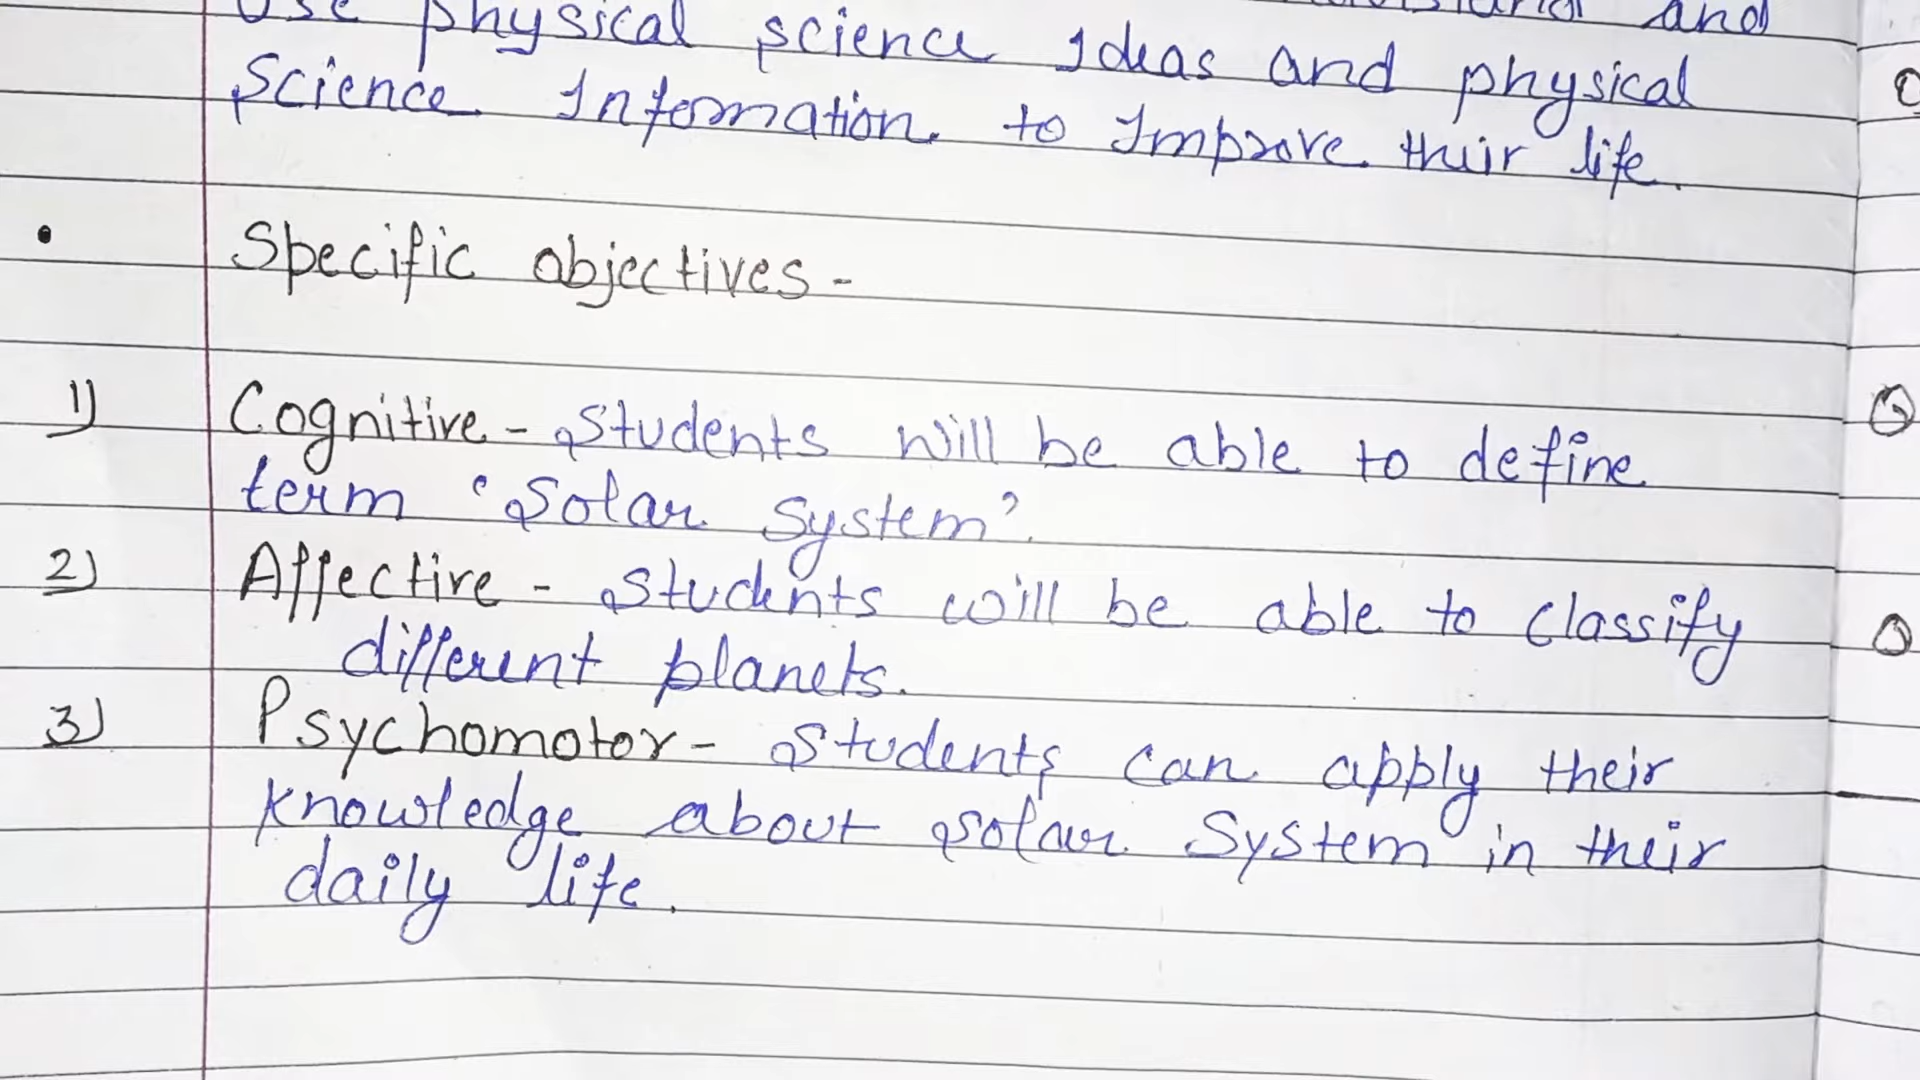 Use physical science Ideas and physical
Science Information to Improve their life.
• Specific objectives -
1) Cognitive - Students will be able to define
term 'Solar System'.
2) Affective - Students will be able to classify
different planets.
3) Psychomotor - Students can apply their
knowledge about Solar System in their
daily life.